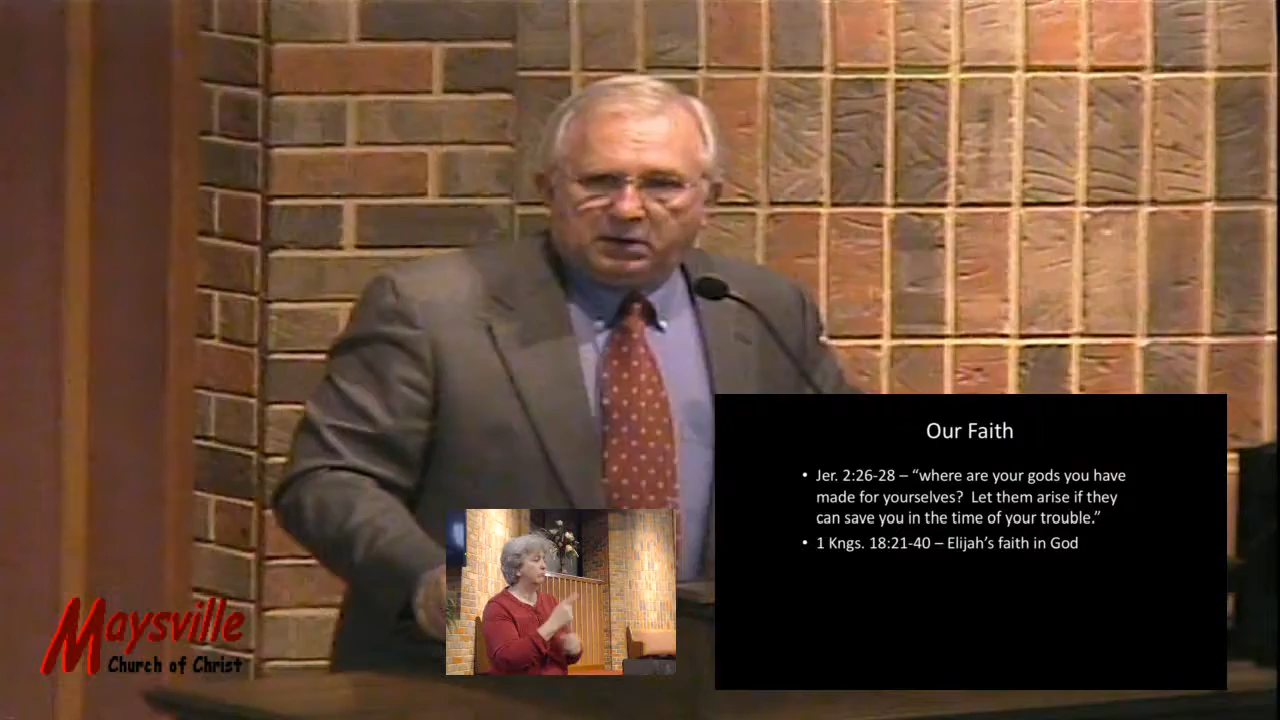 Our Faith
• Jer. 2:26-28 – “where are your gods you have
made for yourselves?  Let them arise if they
can save you in the time of your trouble.”
• 1 Kngs. 18:21-40 – Elijah’s faith in God
Maysville
Church of Christ